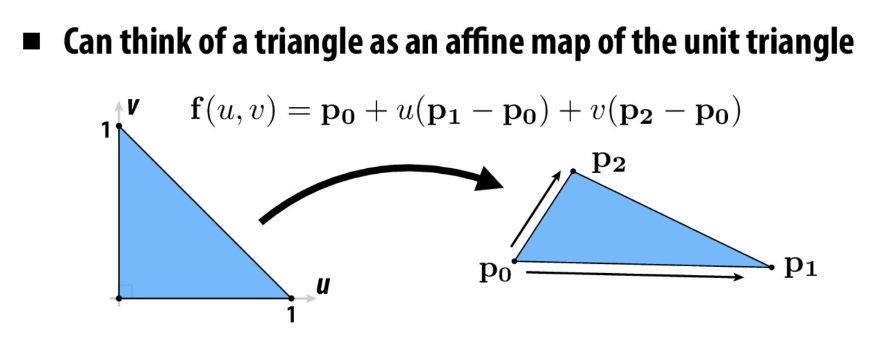 ■ Can think of a triangle as an affine map of the unit triangle
f(u, v) = p₀ + u(p₁ − p₀) + v(p₂ − p₀)
v
1
u
1
p₂
p₀
p₁